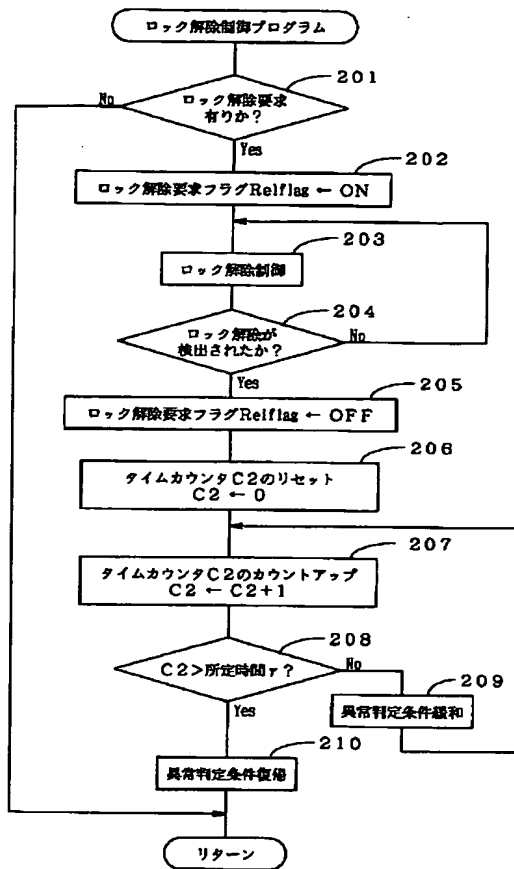 ロック解除制御プログラム
201
ロック解除要求
有りか？
No
Yes
202
ロック解除要求フラグRelflag ← ON
203
ロック解除制御
204
ロック解除が
検出されたか？
No
Yes
205
ロック解除要求フラグRelflag ← OFF
206
タイムカウンタC2のリセット
C2 ← 0
207
タイムカウンタC2のカウントアップ
C2 ← C2+1
208
C2＞所定時間τ？
No
209
異常判定条件緩和
Yes
210
異常判定条件復帰
リターン